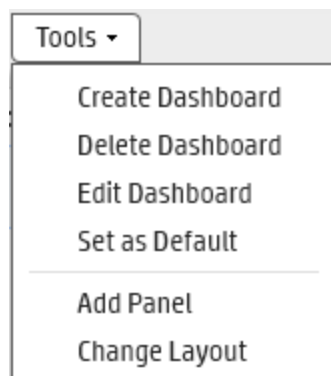 Tools
Create Dashboard
Delete Dashboard
Edit Dashboard
Set as Default
Add Panel
Change Layout